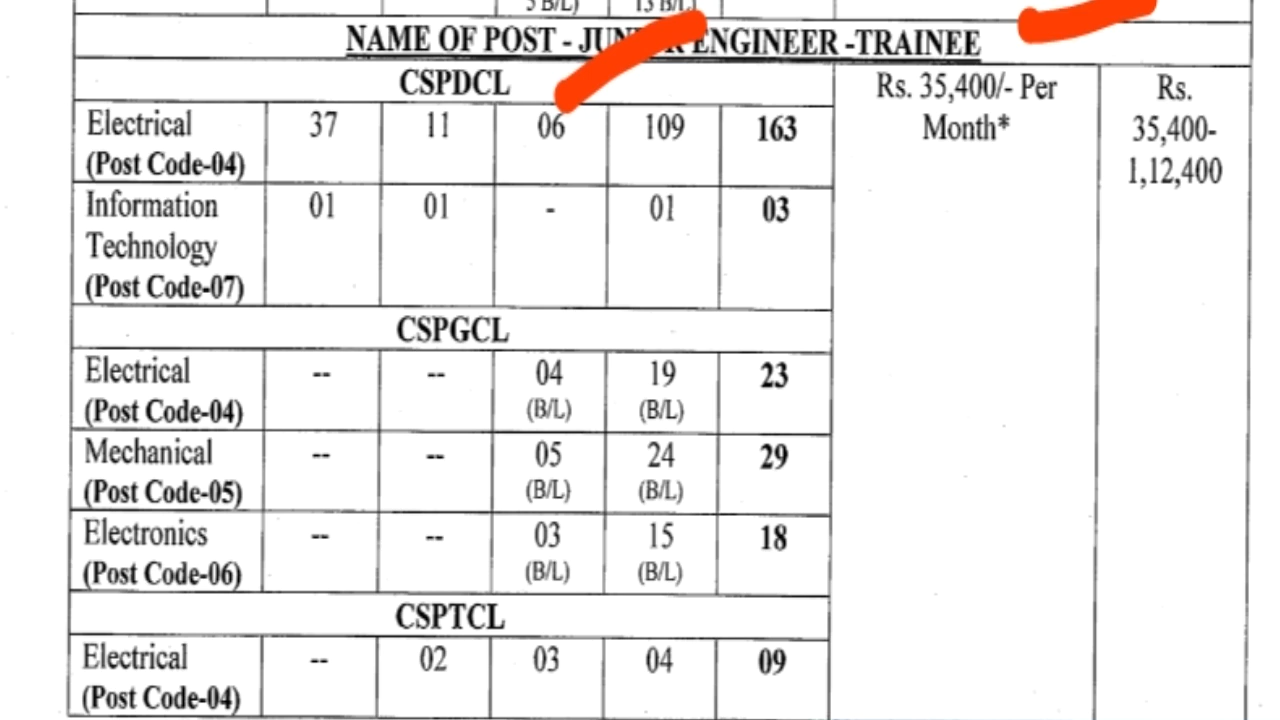 5 B/L) 13 B/L)
NAME OF POST - ENGINEER -TRAINEE
CSPDCL Rs. 35,400/- Per Month* Rs. 35,400- 1,12,400
Electrical 37 11 06 109 163
(Post Code-04)
Information 01 01 - 01 03
Technology
(Post Code-07)
CSPGCL
Electrical -- -- 04 19 23
(Post Code-04) (B/L) (B/L)
Mechanical -- -- 05 24 29
(Post Code-05) (B/L) (B/L)
Electronics -- -- 03 15 18
(Post Code-06) (B/L) (B/L)
CSPTCL
Electrical -- 02 03 04 09
(Post Code-04)